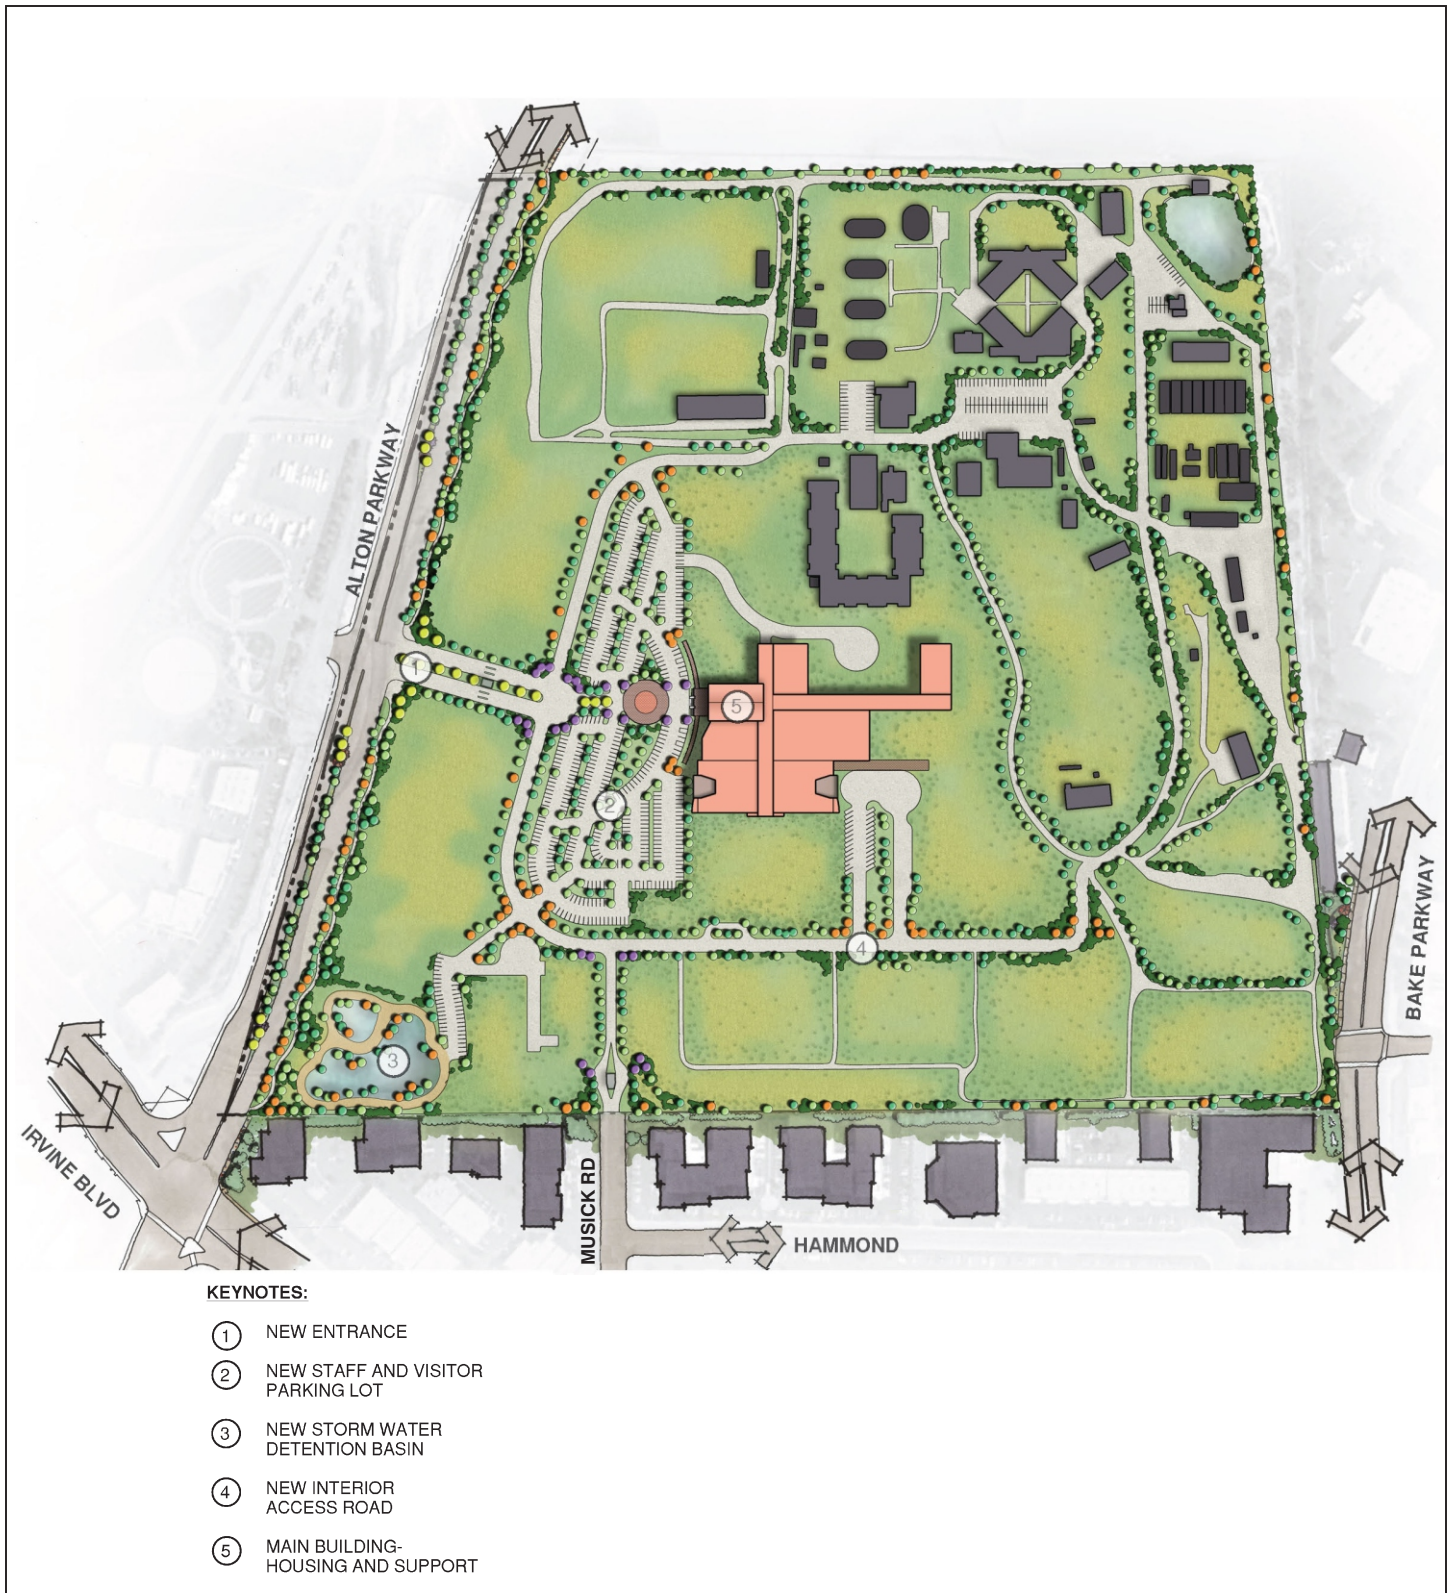 ALTON PARKWAY
1
5
2
4
3
BAKE PARKWAY
IRVINE BLVD
MUSICK RD
HAMMOND
KEYNOTES:
1 NEW ENTRANCE
2 NEW STAFF AND VISITOR
PARKING LOT
3 NEW STORM WATER
DETENTION BASIN
4 NEW INTERIOR
ACCESS ROAD
5 MAIN BUILDING-
HOUSING AND SUPPORT